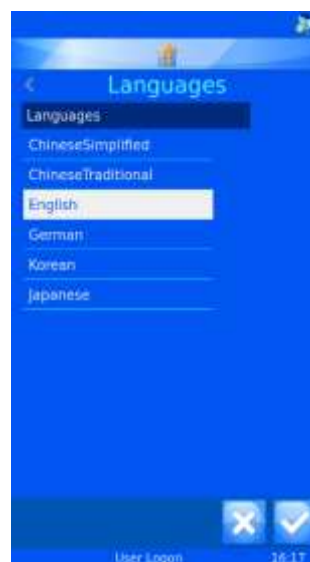 Languages
Languages
ChineseSimplified
ChineseTraditional
English
German
Korean
Japanese
User Logon 16:17